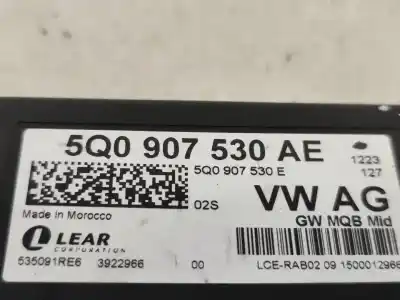 5Q0 907 530 AE
1223
5Q0 907 530 E
127
02S
VW AG
Made in Morocco
GW MQB Mid
LEAR
CORPORATION
535091RE6 3922966 00 LCE-RAB02 09 1500012966